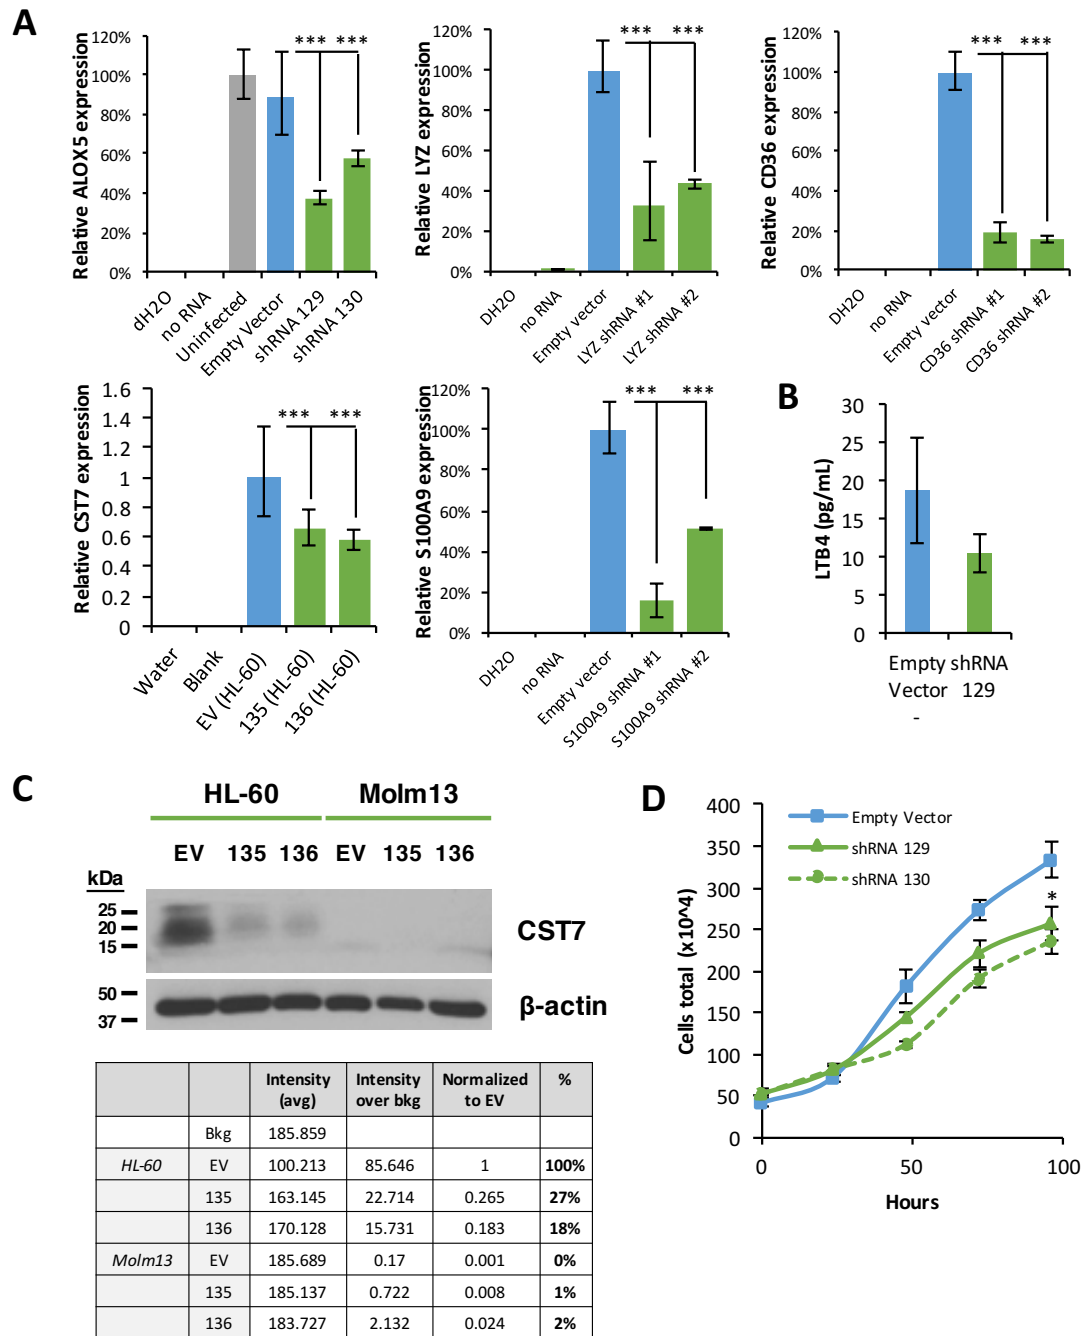 A
Relative ALOX5 expression
120%
100%
80%
60%
40%
20%
0%
*** ***
dH2O
no RNA
Uninfected
Empty Vector
shRNA 129
shRNA 130
Relative LYZ expression
120%
100%
80%
60%
40%
20%
0%
*** ***
DH2O
no RNA
Empty vector
LYZ shRNA #1
LYZ shRNA #2
Relative CD36 expression
120%
100%
80%
60%
40%
20%
0%
*** ***
DH2O
no RNA
Empty vector
CD36 shRNA #1
CD36 shRNA #2
Relative CST7 expression
1.6
1.4
1.2
1
0.8
0.6
0.4
0.2
0
*** ***
Water
Blank
EV (HL-60)
135 (HL-60)
136 (HL-60)
Relative S100A9 expression
120%
100%
80%
60%
40%
20%
0%
*** ***
DH2O
no RNA
Empty vector
S100A9 shRNA #1
S100A9 shRNA #2
B
LTB4 (pg/mL)
30
25
20
15
10
5
0
Empty shRNA
Vector 129
-
C
HL-60 Molm13
EV 135 136 EV 135 136
kDa
25
20
15
CST7
50
37
β-actin
Intensity (avg) Intensity over bkg Normalized to EV %
Bkg 185.859
HL-60 EV 100.213 85.646 1 100%
135 163.145 22.714 0.265 27%
136 170.128 15.731 0.183 18%
Molm13 EV 185.689 0.17 0.001 0%
135 185.137 0.722 0.008 1%
136 183.727 2.132 0.024 2%
D
Cells total (x10^4)
400
350
300
250
200
150
100
50
0
Empty Vector
shRNA 129
shRNA 130
*
0 50 100
Hours